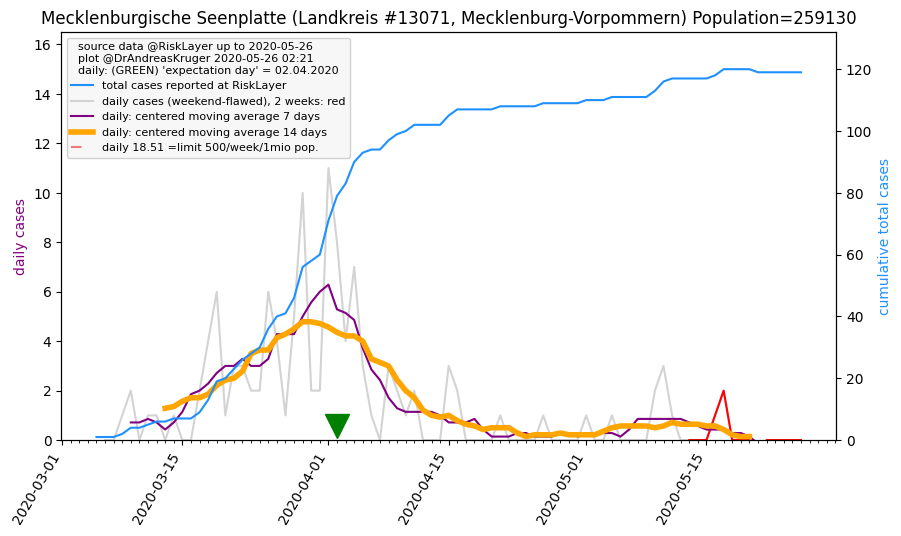 Mecklenburgische Seenplatte (Landkreis #13071, Mecklenburg-Vorpommern) Population=259130
source data @RiskLayer up to 2020-05-26
plot @DrAndreasKruger 2020-05-26 02:21
daily: (GREEN) 'expectation day' = 02.04.2020
total cases reported at RiskLayer
daily cases (weekend-flawed), 2 weeks: red
daily: centered moving average 7 days
daily: centered moving average 14 days
daily 18.51 =limit 500/week/1mio pop.
daily cases
16
14
12
10
8
6
4
2
0
cumulative total cases
120
100
80
60
40
20
0
2020-03-01
2020-03-15
2020-04-01
2020-04-15
2020-05-01
2020-05-15